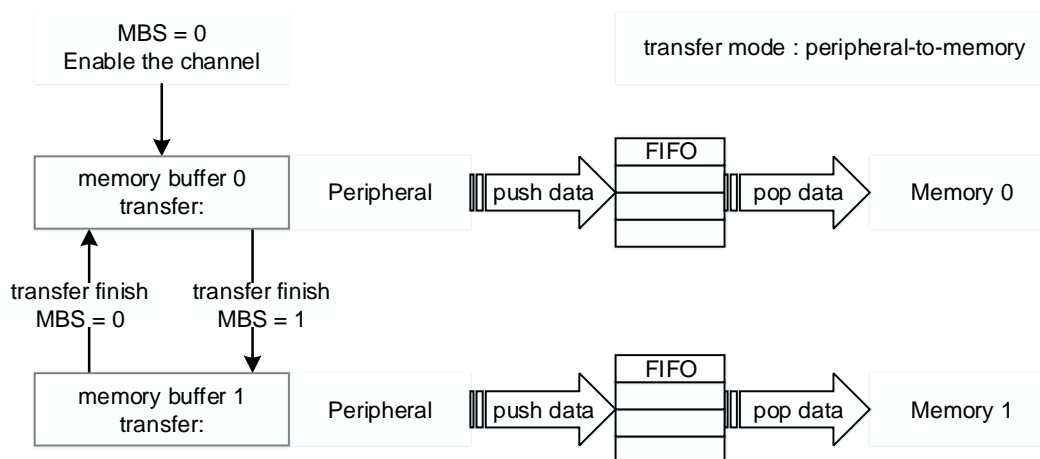 MBS = 0
Enable the channel
transfer mode : peripheral-to-memory
memory buffer 0
transfer:
Peripheral
push data
FIFO
pop data
Memory 0
transfer finish
MBS = 0
transfer finish
MBS = 1
memory buffer 1
transfer:
Peripheral
push data
FIFO
pop data
Memory 1